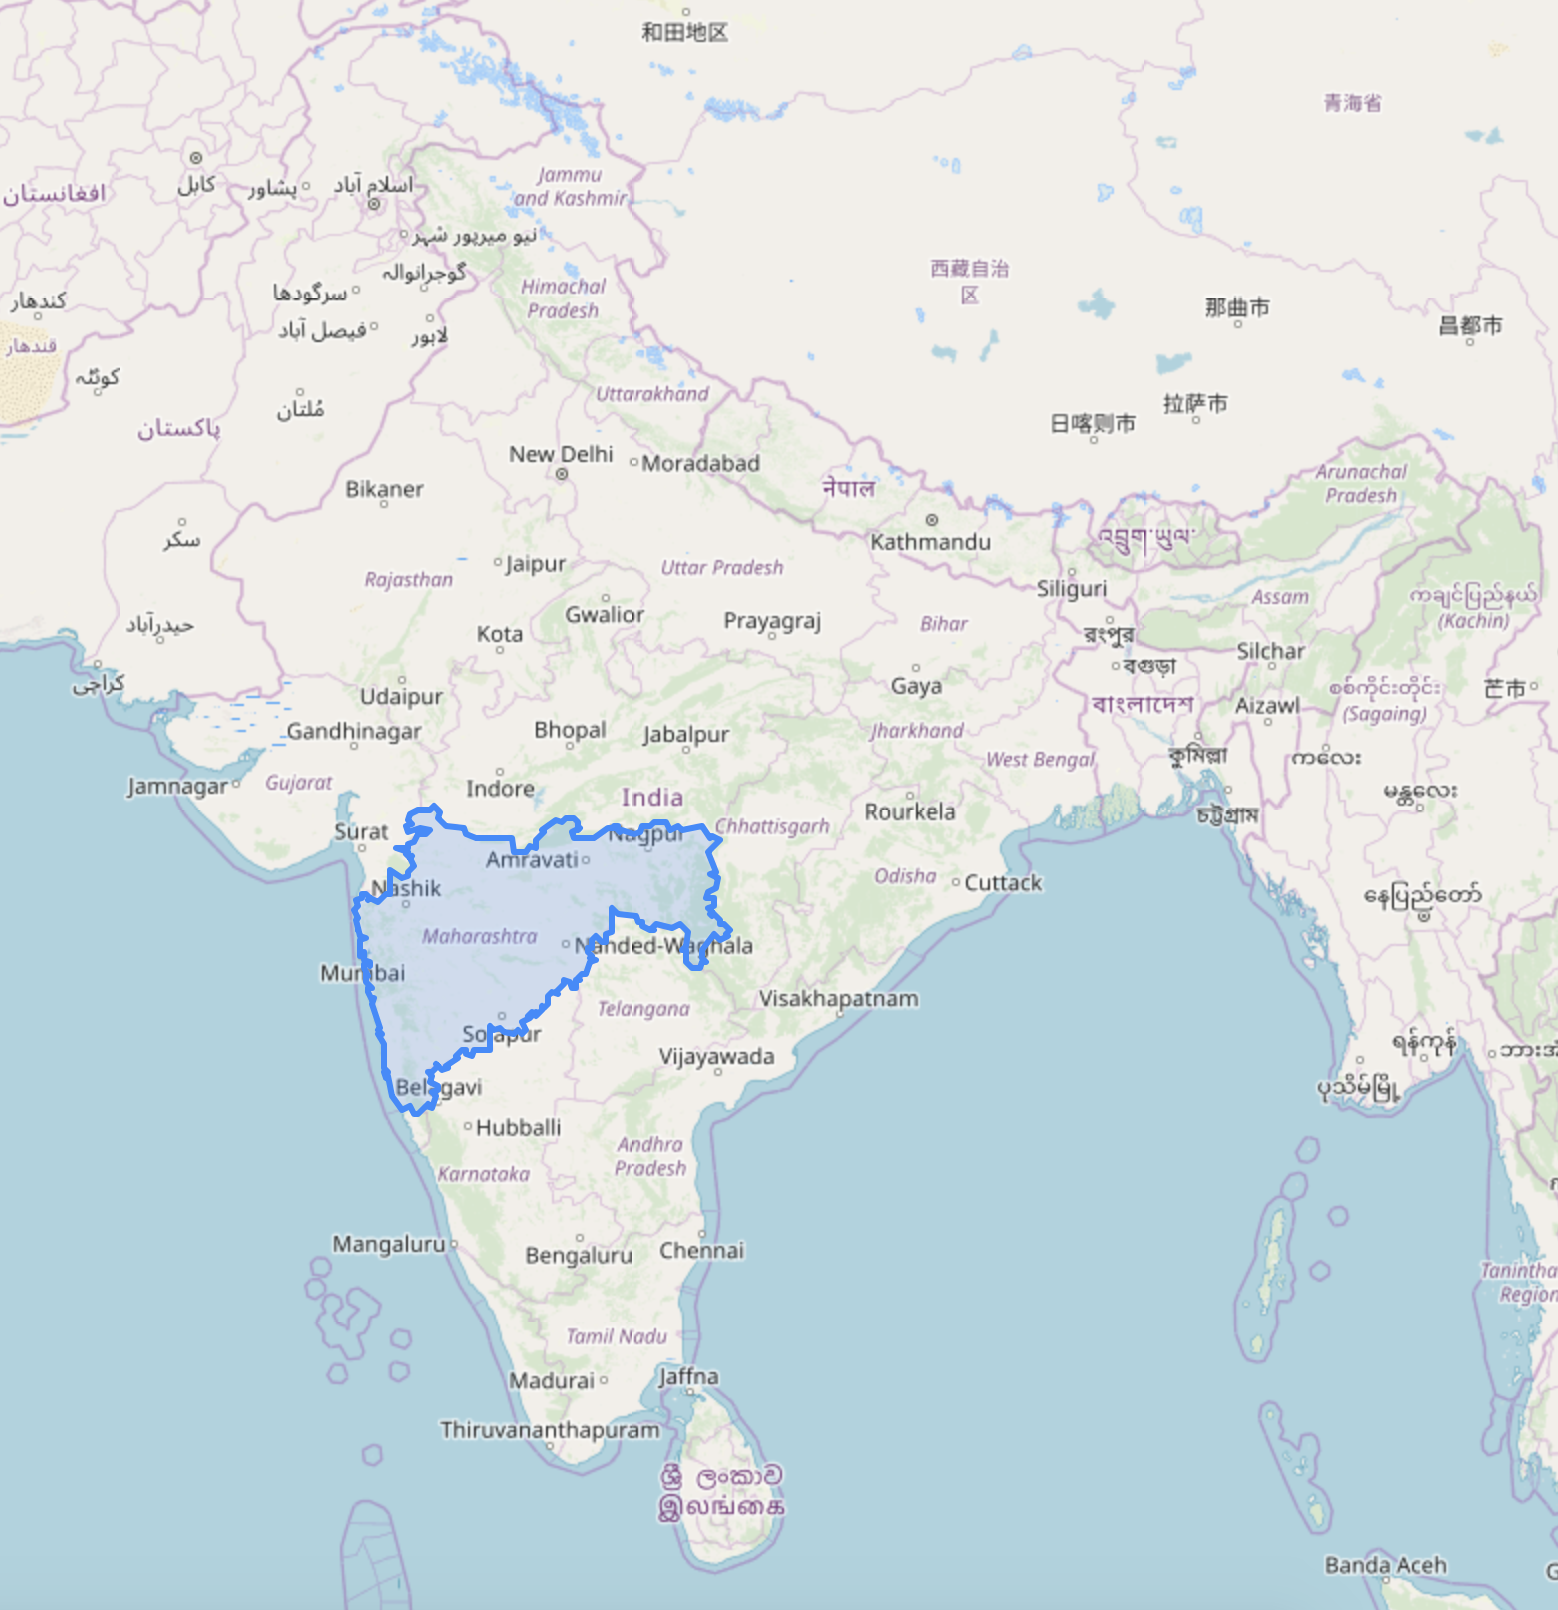 和田地区
青海省
Jammu
and Kashmir
افغانستان
کابل
پشاور
اسلام آباد
نیو میرپور شہر
گوجرانوالہ
Himachal
Pradesh
西藏自治
区
那曲市
昌都市
کندهار
سرگودها
فیصل آباد
لاہور
قندهار
کوئٹہ
مُلتان
Uttarakhand
日喀则市
拉萨市
پاکستان
New Delhi
Moradabad
Arunachal
Pradesh
Bikaner
नेपाल
Kathmandu
འབྲུག་ཡུལ་
سکر
Jaipur
Rajasthan
Uttar Pradesh
Siliguri
Assam
ကချင်ပြည်နယ်
(Kachin)
حیدرآباد
Gwalior
Kota
Prayagraj
Bihar
রংপুর
Silchar
বগুড়া
کراچی
Udaipur
Gaya
বাংলাদেশ
Aizawl
စစ်ကိုင်းတိုင်း
(Sagaing)
芒市
Gandhinagar
Bhopal
Jabalpur
Jharkhand
West Bengal
কুমিল্লা
ကလေး
Jamnagar
Gujarat
Indore
India
Rourkela
မန္တလေး
চট্টগ্রাম
Surat
Nagpur
Chhattisgarh
Amravati
Nashik
Odisha
Cuttack
နေပြည်တော်
Maharashtra
Nanded-Waghala
Mumbai
Visakhapatnam
Telangana
Solapur
Vijayawada
ရန်ကုန်
Belagavi
ပုသိမ်မြို့
Hubballi
Andhra
Pradesh
Karnataka
Mangaluru
Bengaluru
Chennai
Tanintha
Region
Tamil Nadu
Madurai
Jaffna
Thiruvananthapuram
ශ්‍රී ලංකාව
இலங்கை
Banda Aceh